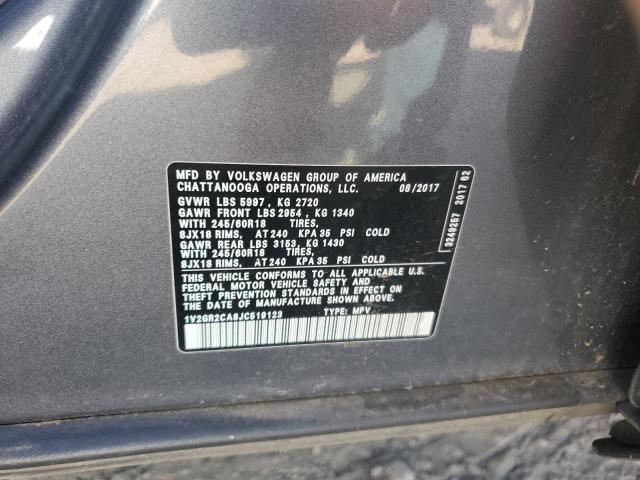 MFD BY VOLKSWAGEN GROUP OF AMERICA
CHATTANOOGA OPERATIONS, LLC. 08/2017
GVWR LBS 5997 , KG 2720
GAWR FRONT LBS 2954 , KG 1340
WITH 245/60R18 TIRES,
8JX18 RIMS, AT 240 KPA 35 PSI COLD
GAWR REAR LBS 3153, KG 1430
WITH 245/60R18 TIRES,
8JX18 RIMS, AT 240 KPA 35 PSI COLD
THIS VEHICLE CONFORMS TO ALL APPLICABLE U.S.
FEDERAL MOTOR VEHICLE SAFETY AND
THEFT PREVENTION STANDARDS IN EFFECT ON
THE DATE OF MANUFACTURE SHOWN ABOVE.
1V2GR2CA8JC510123 TYPE: MPV
9249257 2017 62